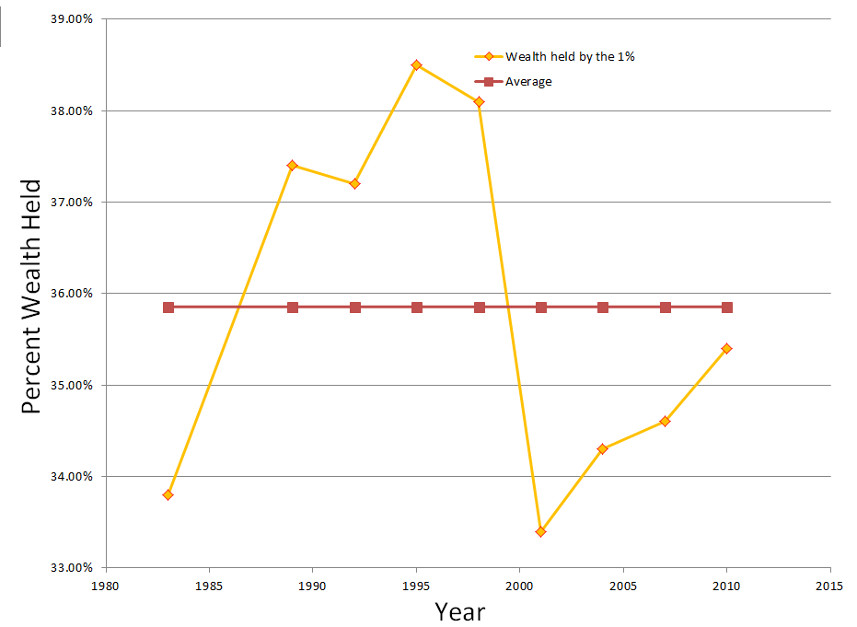 39.00%
Wealth held by the 1%
Average
38.00%
37.00%
36.00%
35.00%
34.00%
33.00%
Percent Wealth Held
1980 1985 1990 1995 2000 2005 2010 2015
Year